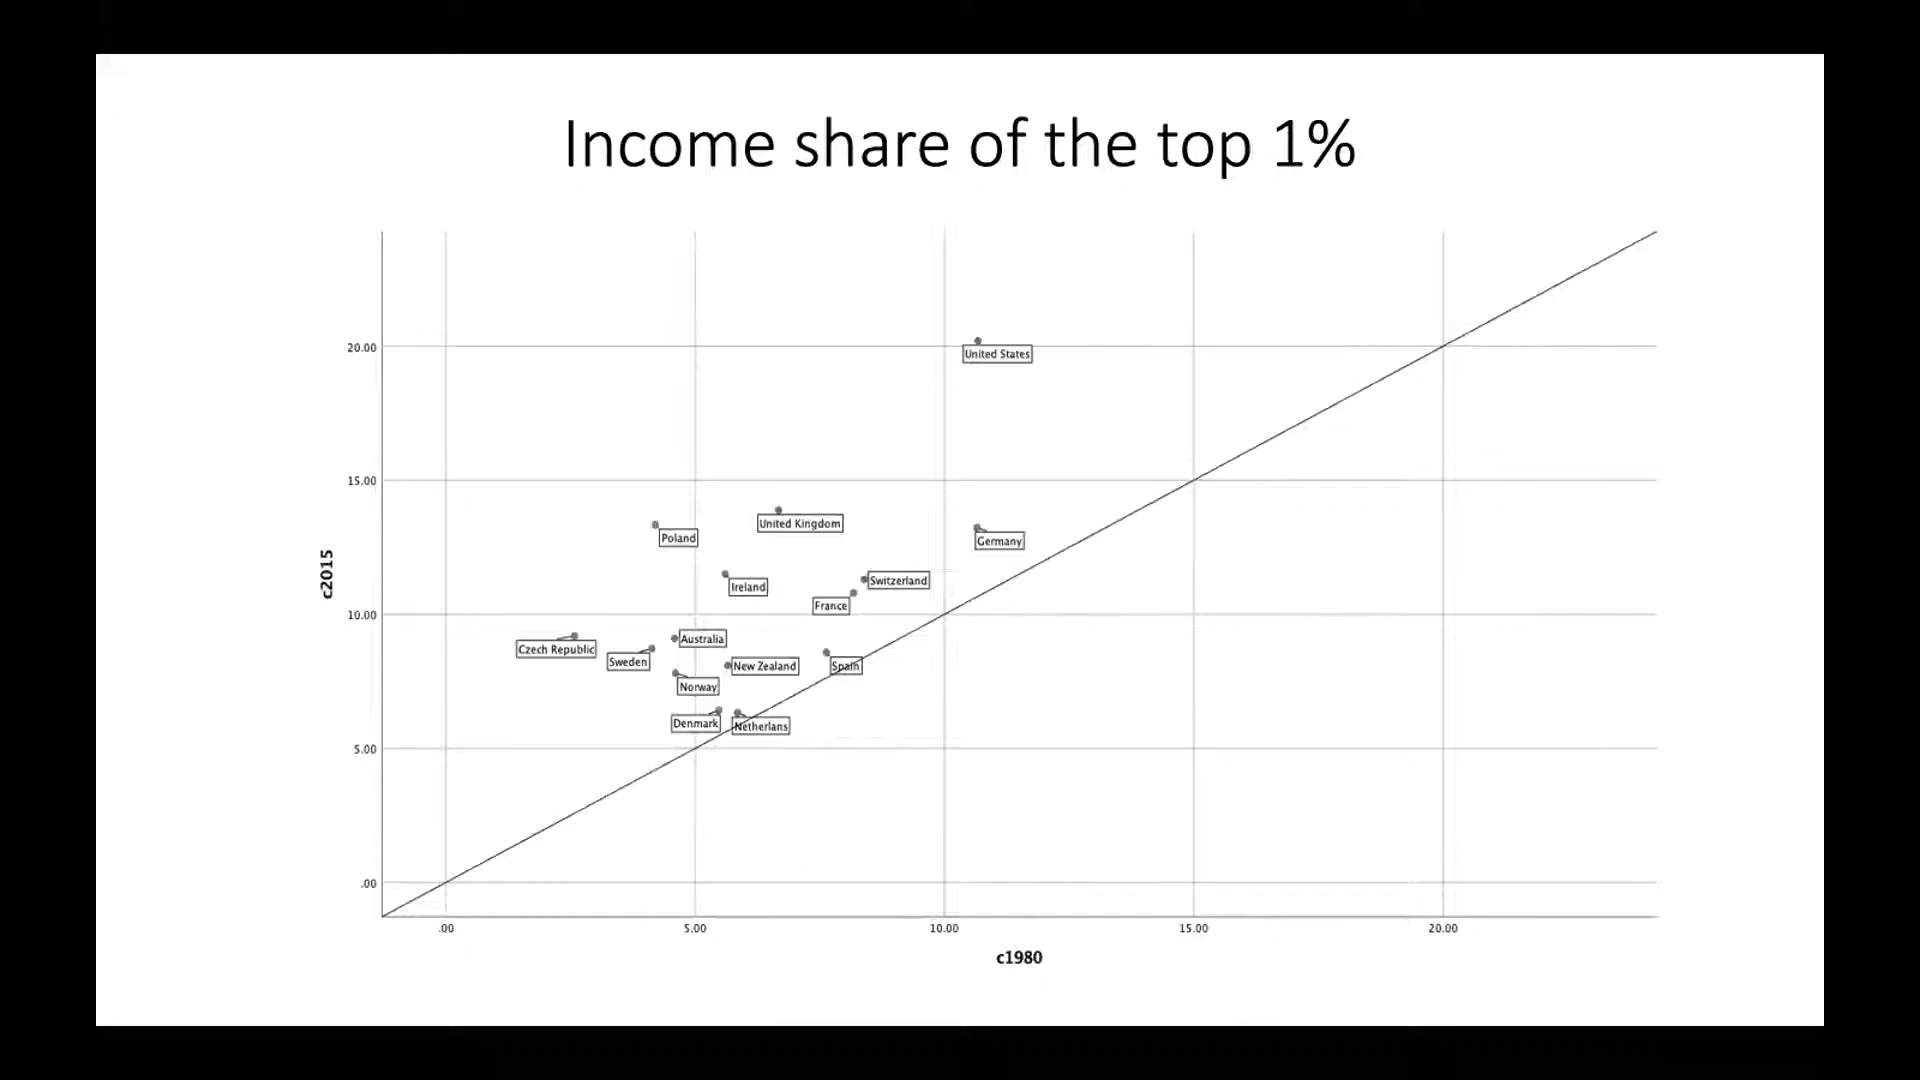 Income share of the top 1%
20.00
United States
15.00
United Kingdom
Poland
Germany
c2015
Ireland
Switzerland
France
10.00
Australia
Czech Republic
Sweden
New Zealand
Spain
Norway
Denmark
Netherlans
5.00
.00
.00 5.00 10.00 15.00 20.00
c1980